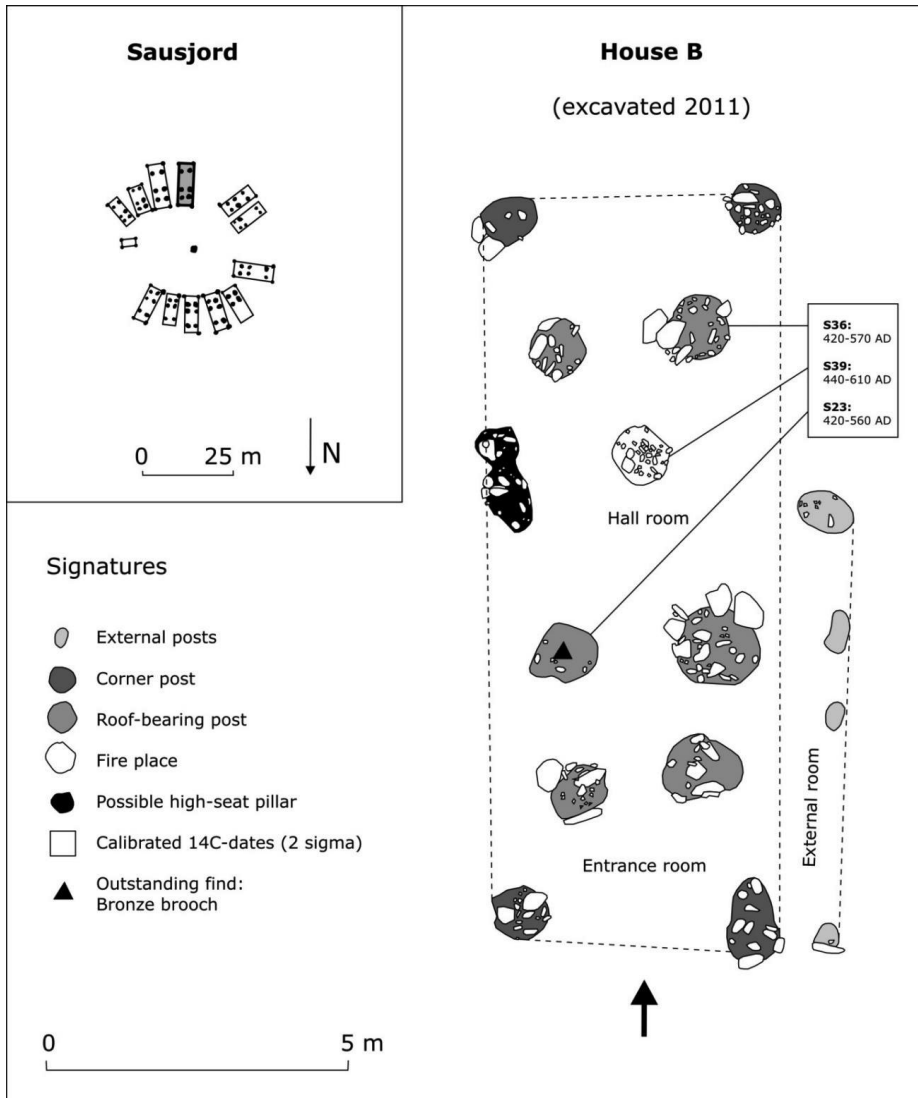 Sausjord
0 25 m
N
House B
(excavated 2011)
S36:
420-570 AD
S39:
440-610 AD
S23:
420-560 AD
Hall room
Entrance room
External room
Signatures
External posts
Corner post
Roof-bearing post
Fire place
Possible high-seat pillar
Calibrated 14C-dates (2 sigma)
Outstanding find:
Bronze brooch
0 5 m